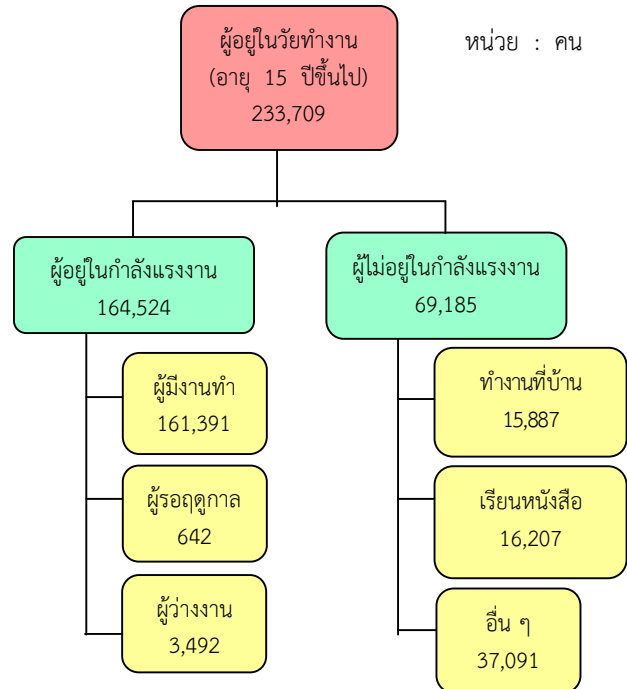 ผู้อยู่ในวัยทำงาน
(อายุ 15 ปีขึ้นไป)
233,709
หน่วย : คน
ผู้อยู่ในกำลังแรงงาน
164,524
ผู้มีงานทำ
161,391
ผู้รอฤดูกาล
642
ผู้ว่างงาน
3,492
ผู้ไม่อยู่ในกำลังแรงงาน
69,185
ทำงานที่บ้าน
15,887
เรียนหนังสือ
16,207
อื่น ๆ
37,091